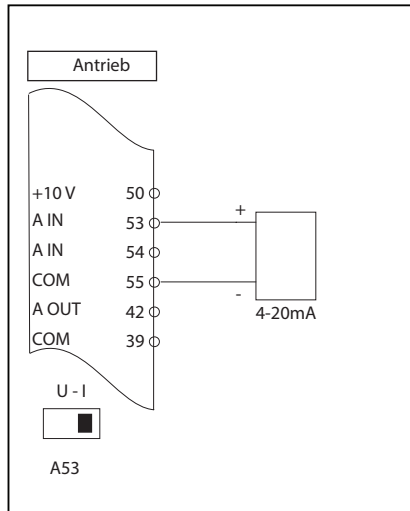 Antrieb
+10 V 50
A IN 53 +
A IN 54
COM 55 -
A OUT 42 4-20mA
COM 39
U - I
A53